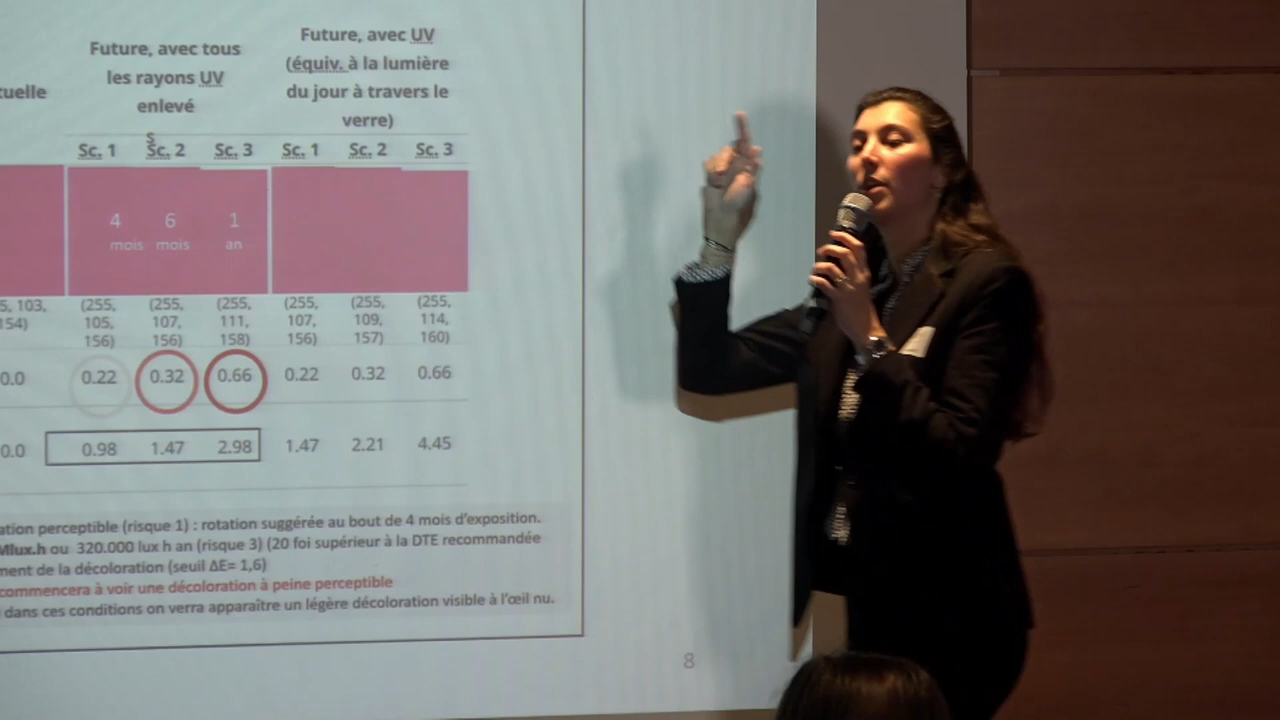 Future, avec tous
les rayons UV
enlevé
s
Future, avec UV
(équiv. à la lumière
du jour à travers le
verre)
tuelle
Sc. 1 Sc. 2 Sc. 3 Sc. 1 Sc. 2 Sc. 3
4 6 1
mois mois an
5, 103, (255, (255, (255, (255, (255, (255,
154) 105, 107, 111, 107, 109, 114,
156) 156) 158) 156) 157) 160)
0.0 0.22 0.32 0.66 0.22 0.32 0.66
0.0 0.98 1.47 2.98 1.47 2.21 4.45
ation perceptible (risque 1) : rotation suggérée au bout de 4 mois d'exposition.
Mlux.h ou 320.000 lux h an (risque 3) (20 foi supérieur à la DTE recommandée
ment de la décoloration (seuil ΔE= 1,6)
commencera à voir une décoloration à peine perceptible
dans ces conditions on verra apparaître un légère décoloration visible à l'œil nu.
8